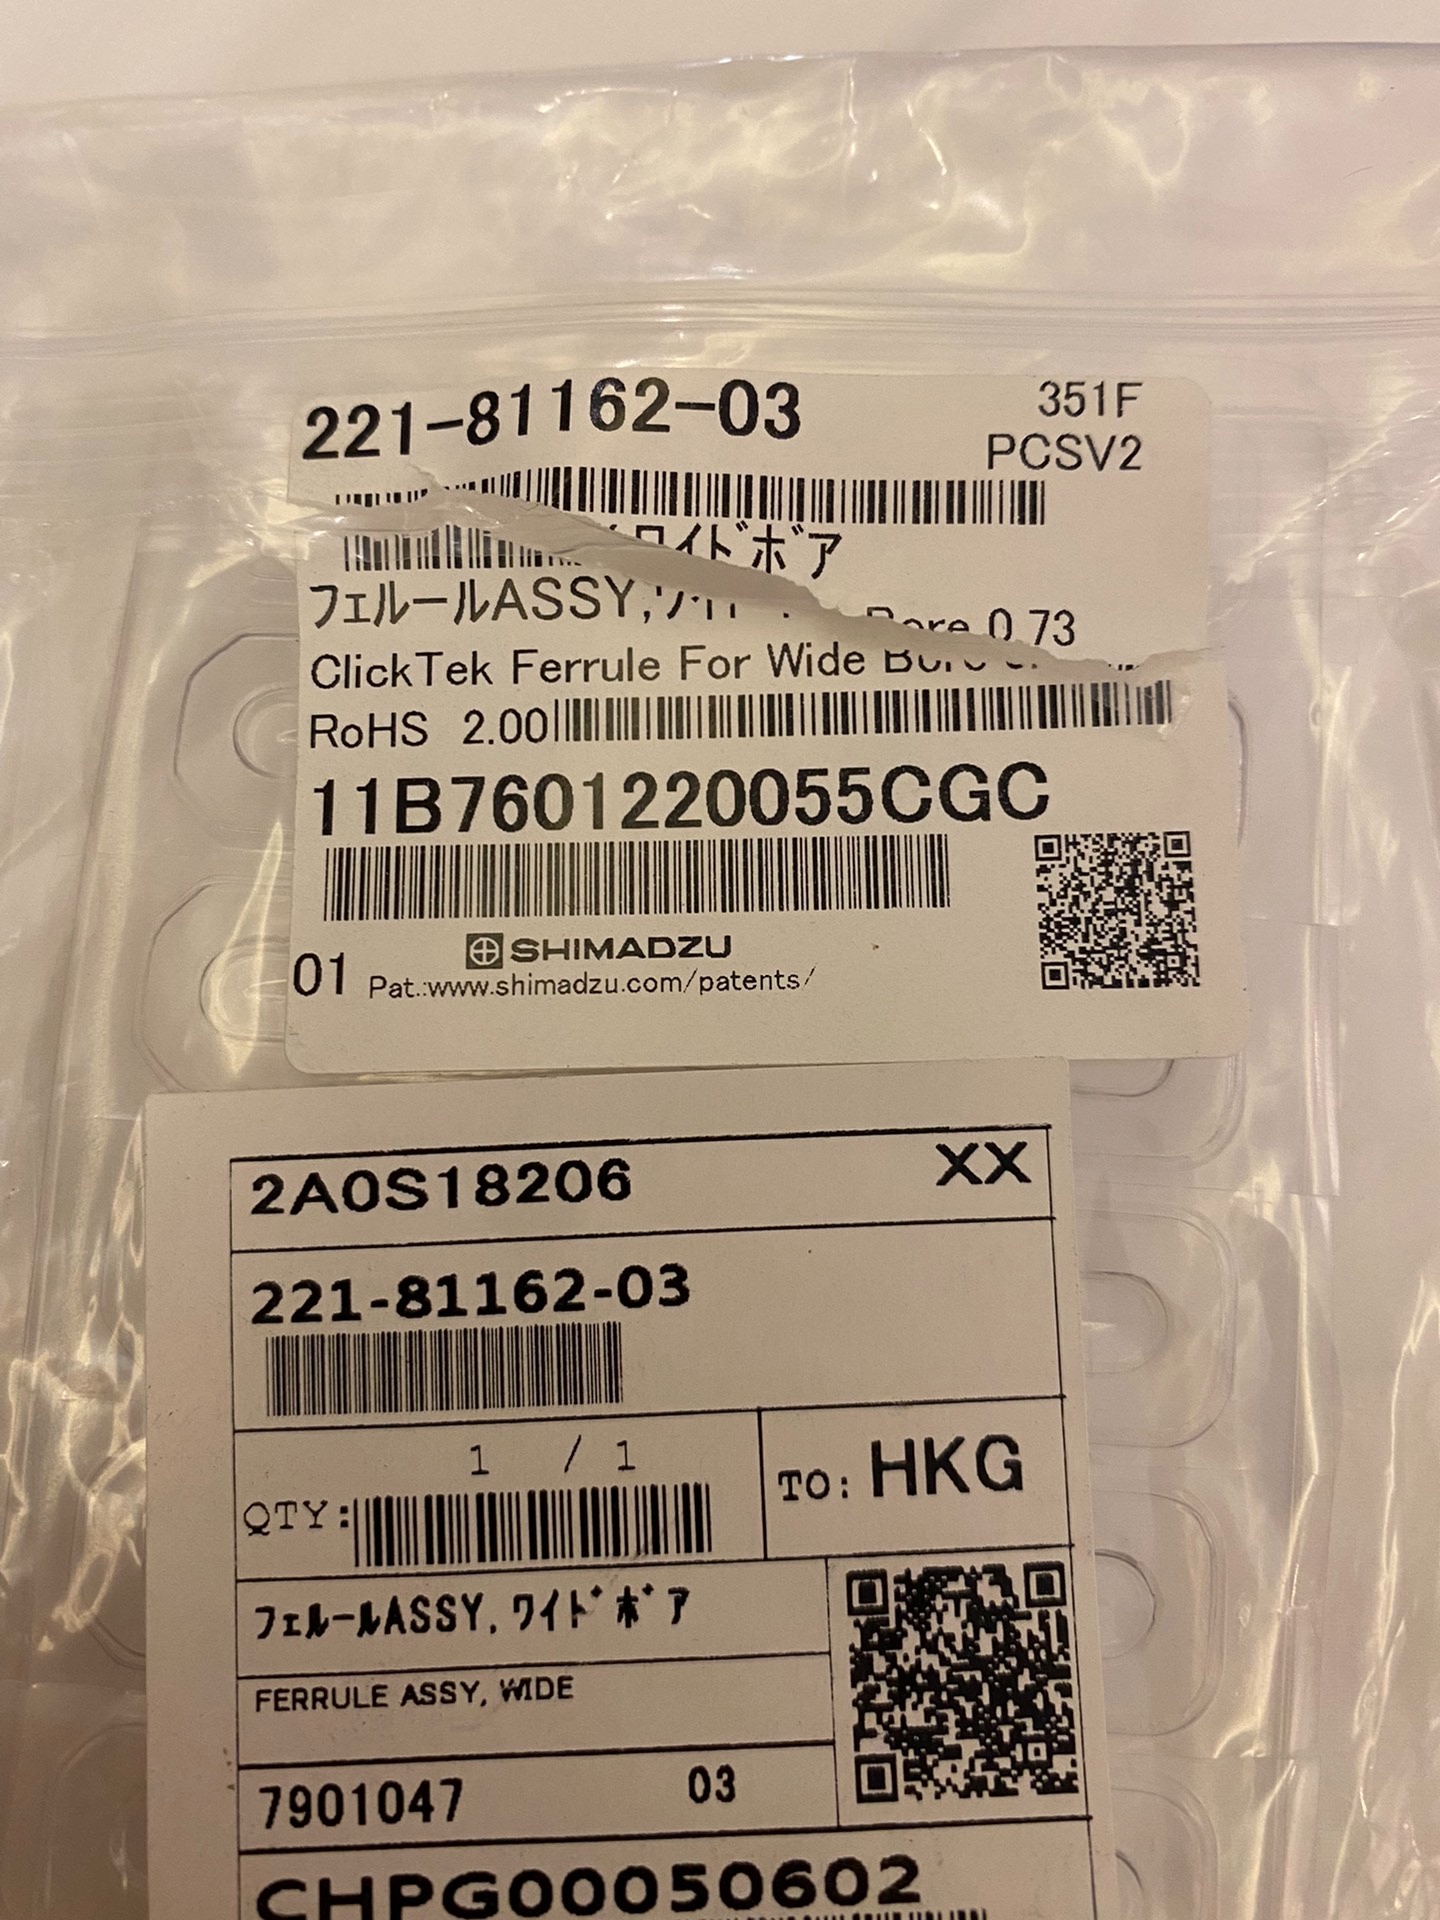 221-81162-03
351F
PCSV2
フェルールASSY,ワイドボア
ClickTek Ferrule For Wide Bore 0.73
RoHS 2.00
11B7601220055CGC
SHIMADZU
01 Pat.:www.shimadzu.com/patents/
2A0S18206
XX
221-81162-03
1 / 1
QTY:
TO: HKG
フェルールASSY,ワイドボア
FERRULE ASSY, WIDE
7901047
03
CHPG00050602